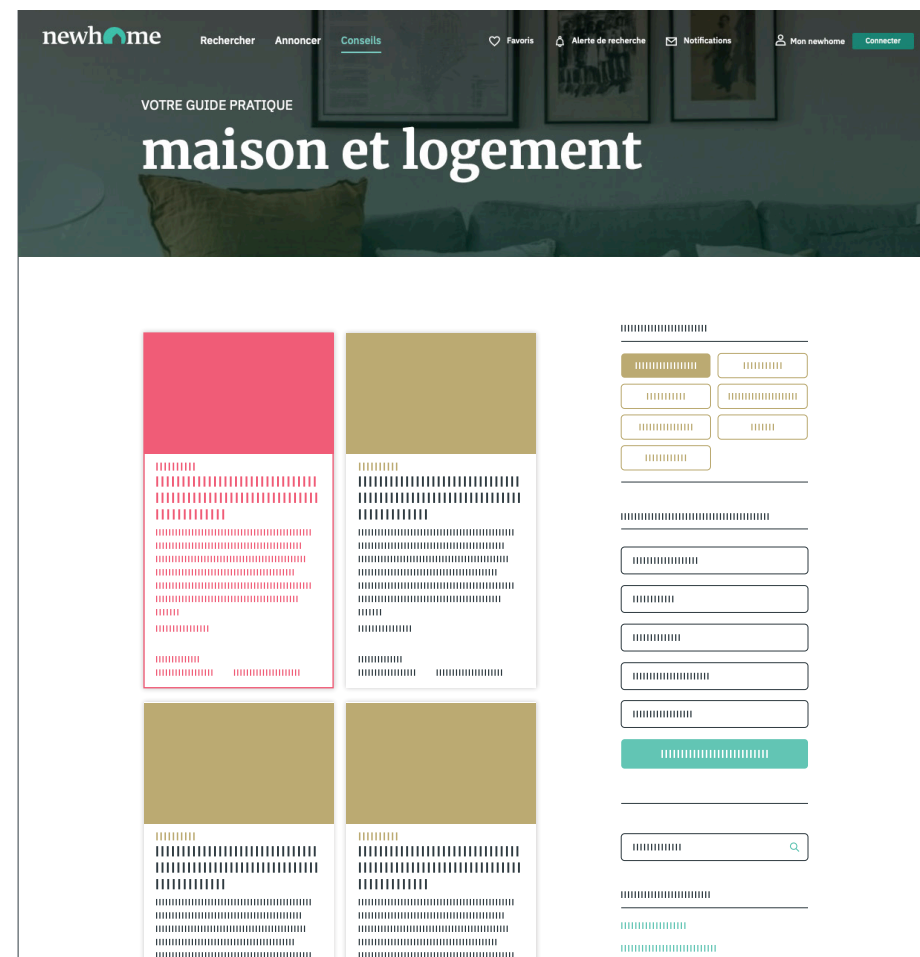 newhome
Rechercher Annoncer Conseils Favoris Alerte de recherche Notifications Mon newhome Connecter
VOTRE GUIDE PRATIQUE
maison et logement